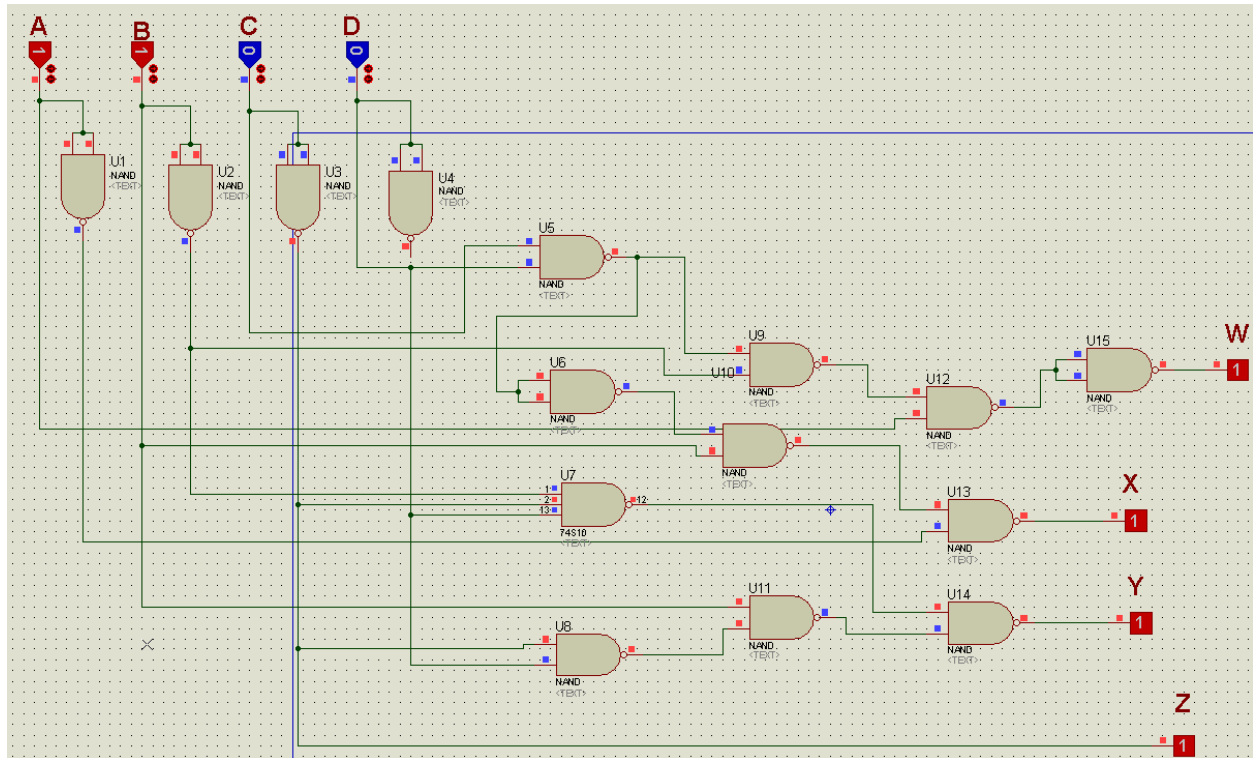 A B C D
1 1 0 0
U1
NAND
<TEXT>
U2
NAND
<TEXT>
U3
NAND
<TEXT>
U4
NAND
<TEXT>
U5
NAND
<TEXT>
U9
U10
NAND
<TEXT>
U15
NAND
<TEXT>
W
1
U6
NAND
<TEXT>
U12
NAND
<TEXT>
NAND
<TEXT>
U7
1
2
13
12
74S10
<TEXT>
X
U13
1
NAND
<TEXT>
Y
U11
NAND
<TEXT>
U14
1
NAND
<TEXT>
U8
NAND
<TEXT>
Z
1